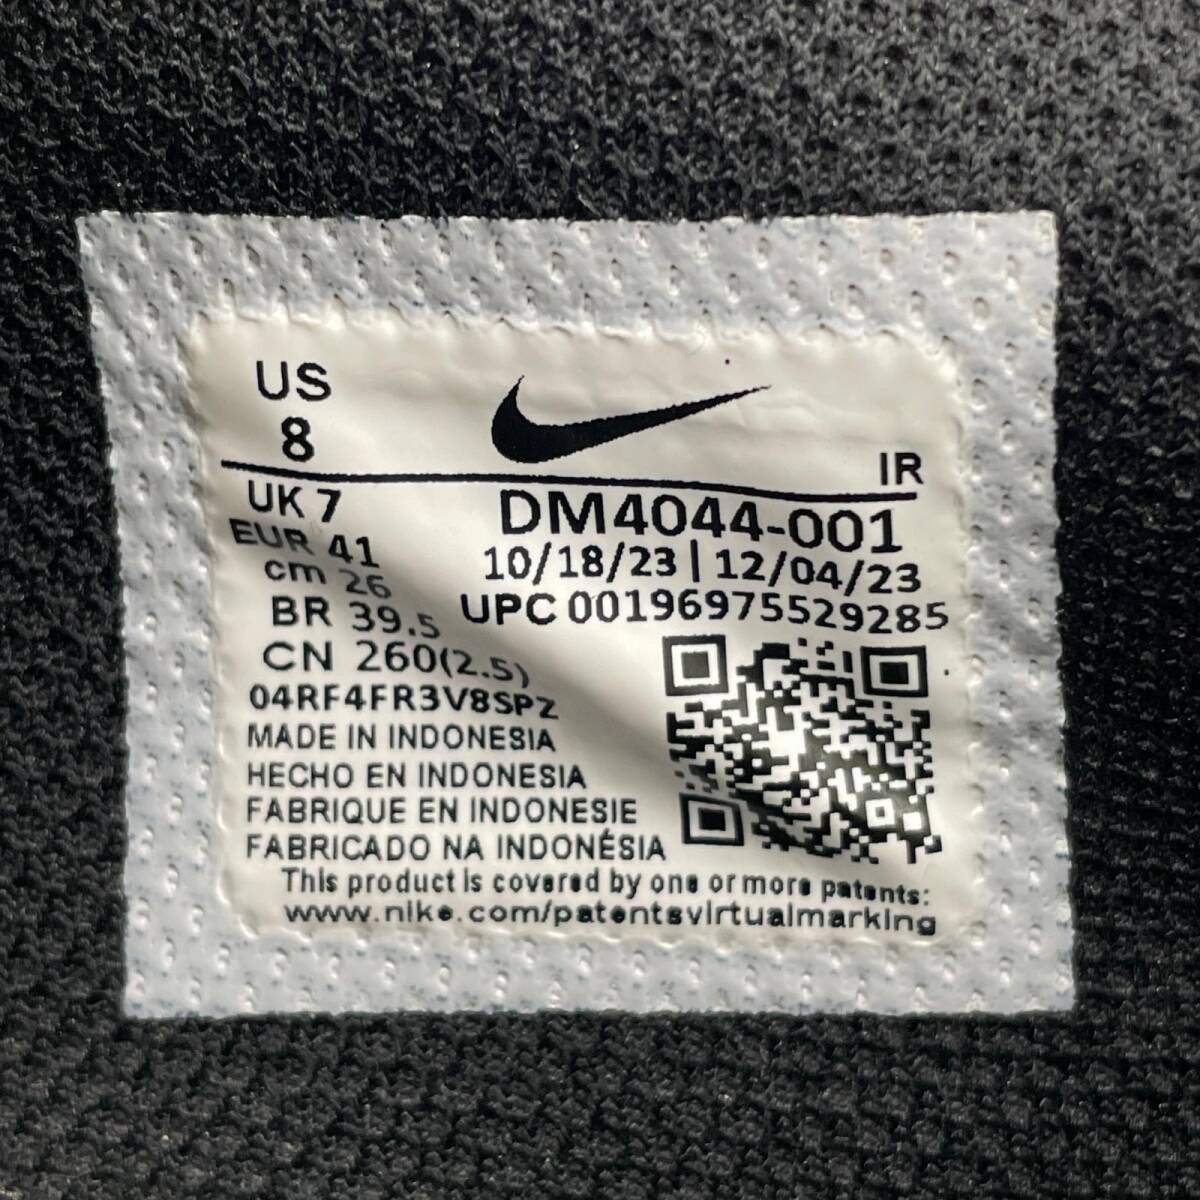 US
8
IR
UK 7
DM4044-001
EUR 41
10/18/23 | 12/04/23
cm 26
UPC 00196975529285
BR 39.5
CN 260(2.5)
04RF4FR3V8SPZ
MADE IN INDONESIA
HECHO EN INDONESIA
FABRIQUE EN INDONESIE
FABRICADO NA INDONÉSIA
This product is covered by one or more patents:
www.nike.com/patentsvirtualmarking